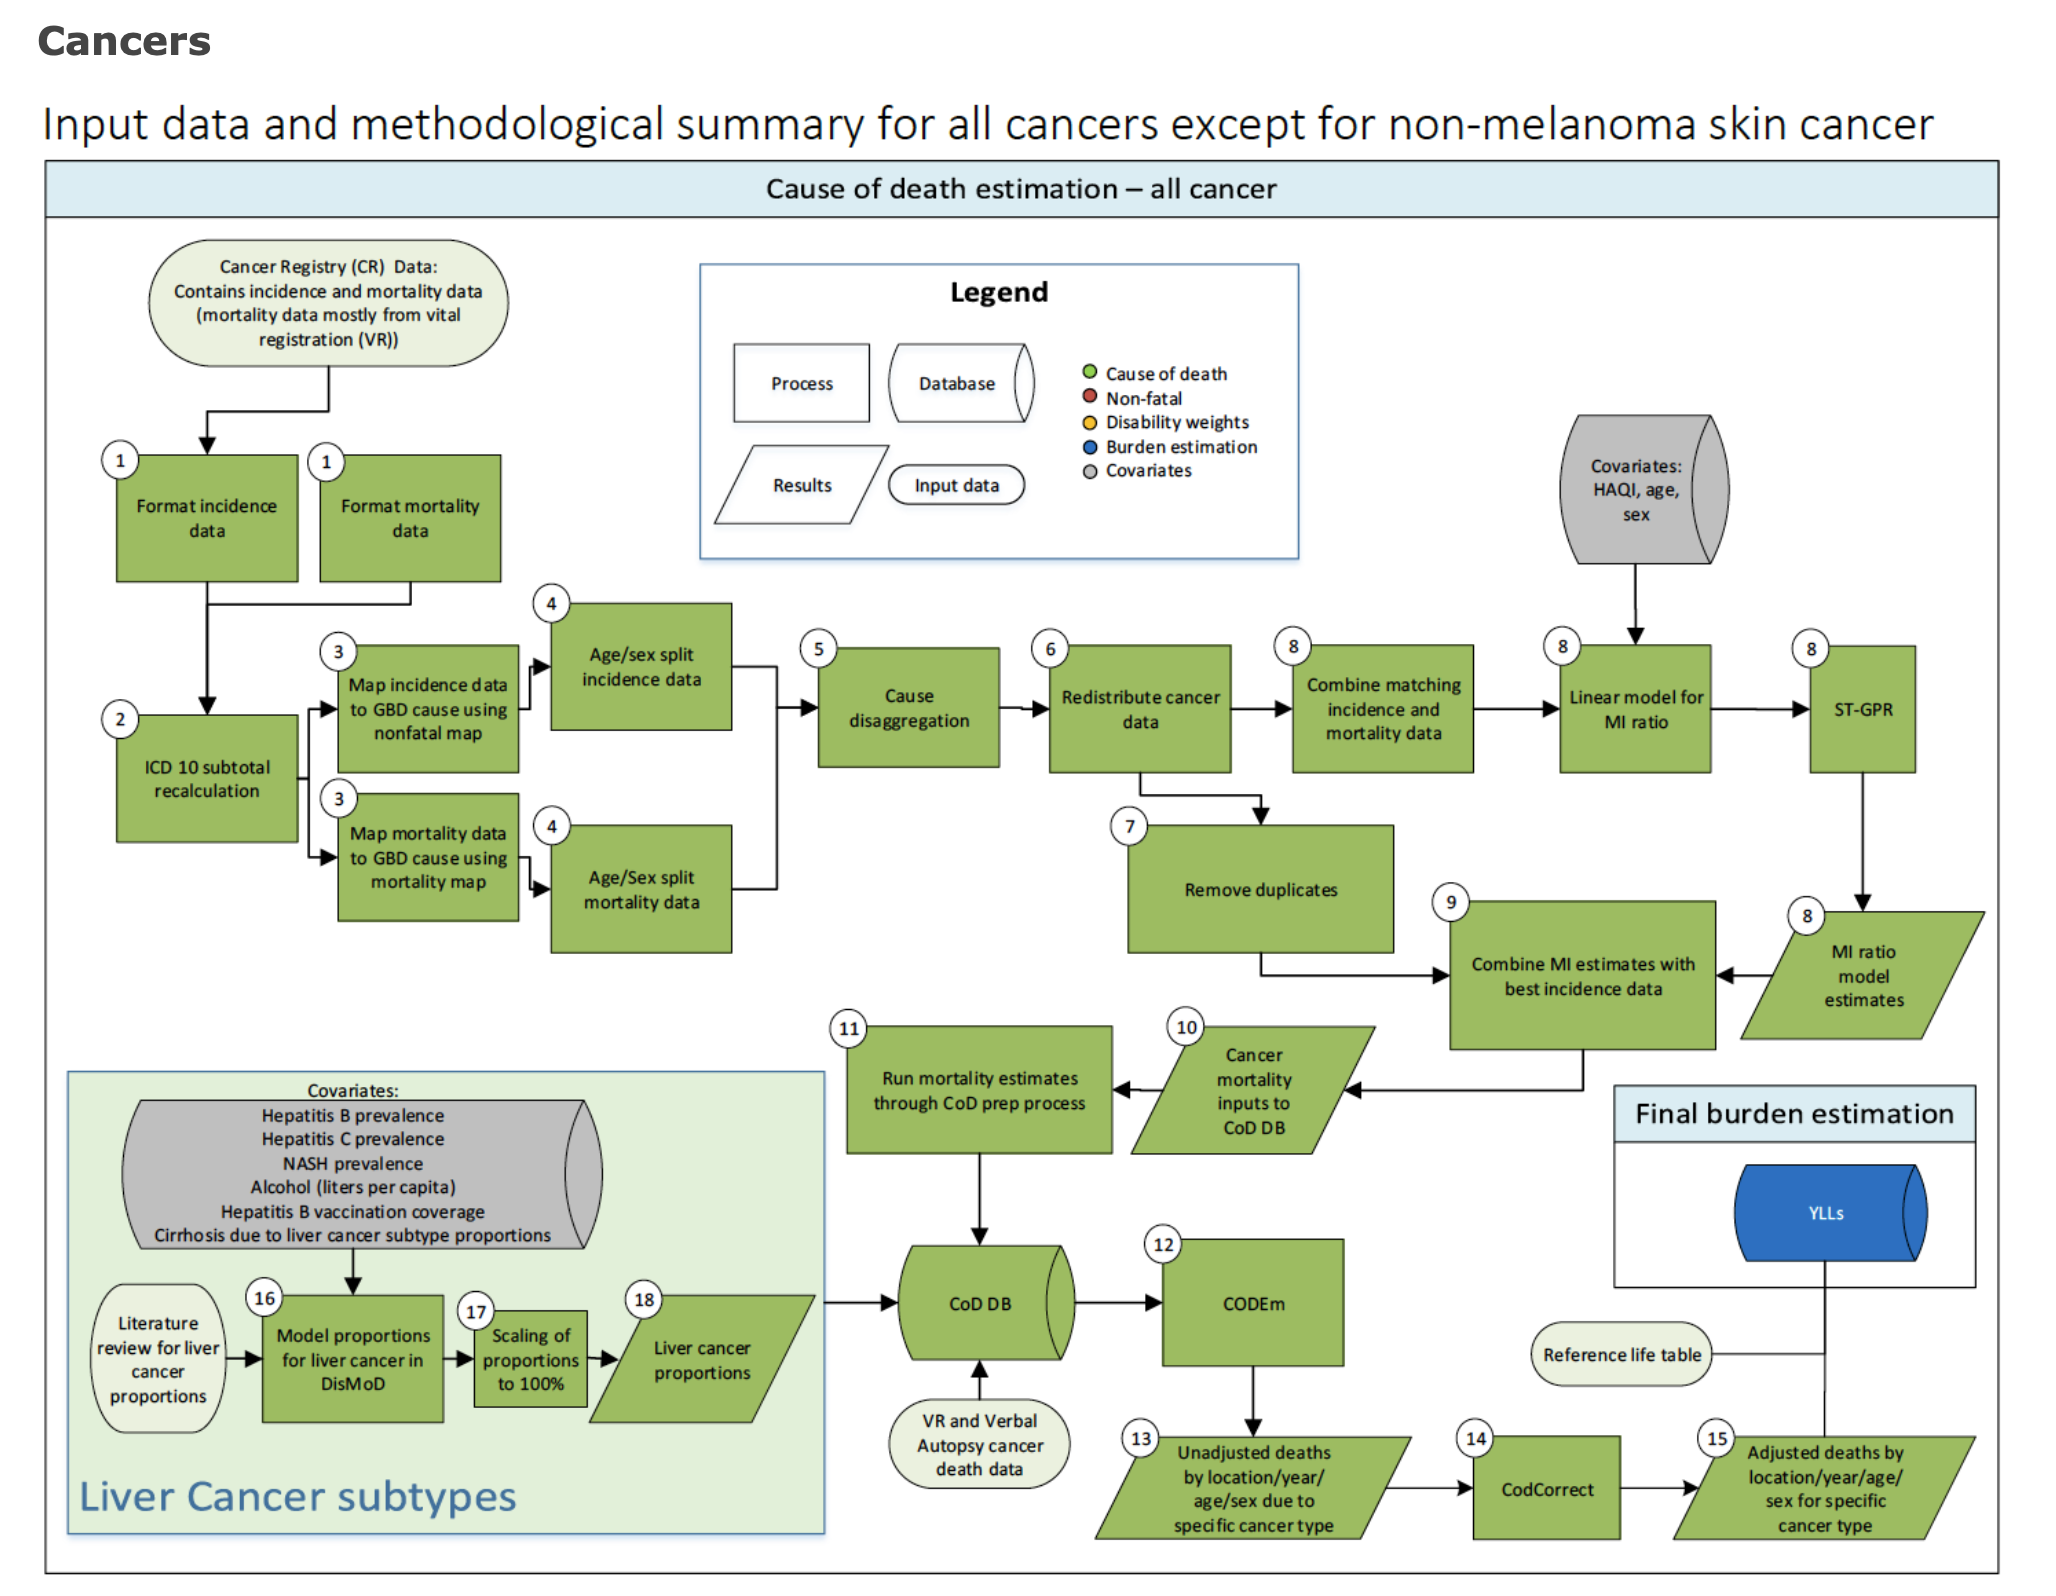 Cancers
Input data and methodological summary for all cancers except for non-melanoma skin cancer
Cause of death estimation – all cancer
Cancer Registry (CR) Data:
Contains incidence and mortality data
(mortality data mostly from vital
registration (VR))
Legend
Process
Database
Results
Input data
Cause of death
Non-fatal
Disability weights
Burden estimation
Covariates
Covariates:
HAQI, age,
sex
1
Format incidence
data
1
Format mortality
data
2
ICD 10 subtotal
recalculation
3
Map incidence data
to GBD cause using
nonfatal map
3
Map mortality data
to GBD cause using
mortality map
4
Age/sex split
incidence data
4
Age/Sex split
mortality data
5
Cause
disaggregation
6
Redistribute cancer
data
8
Combine matching
incidence and
mortality data
8
Linear model for
MI ratio
8
ST-GPR
7
Remove duplicates
9
Combine MI estimates with
best incidence data
8
MI ratio
model
estimates
11
Run mortality estimates
through CoD prep process
10
Cancer
mortality
inputs to
CoD DB
Final burden estimation
YLLs
Covariates:
Hepatitis B prevalence
Hepatitis C prevalence
NASH prevalence
Alcohol (liters per capita)
Hepatitis B vaccination coverage
Cirrhosis due to liver cancer subtype proportions
Literature
review for liver
cancer
proportions
16
Model proportions
for liver cancer in
DisMoD
17
Scaling of
proportions
to 100%
18
Liver cancer
proportions
Liver Cancer subtypes
CoD DB
12
CODEm
VR and Verbal
Autopsy cancer
death data
Reference life table
13
Unadjusted deaths
by location/year/
age/sex due to
specific cancer type
14
CodCorrect
15
Adjusted deaths by
location/year/age/
sex for specific
cancer type